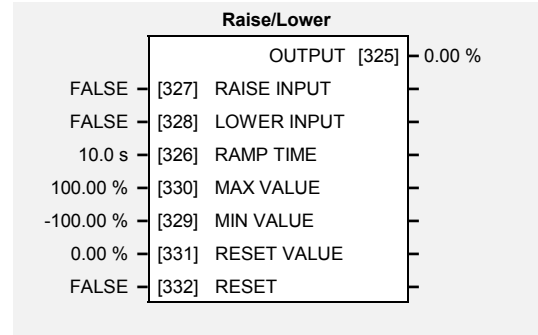 Raise/Lower
OUTPUT [325] 0.00 %
FALSE [327] RAISE INPUT
FALSE [328] LOWER INPUT
10.0 s [326] RAMP TIME
100.00 % [330] MAX VALUE
-100.00 % [329] MIN VALUE
0.00 % [331] RESET VALUE
FALSE [332] RESET